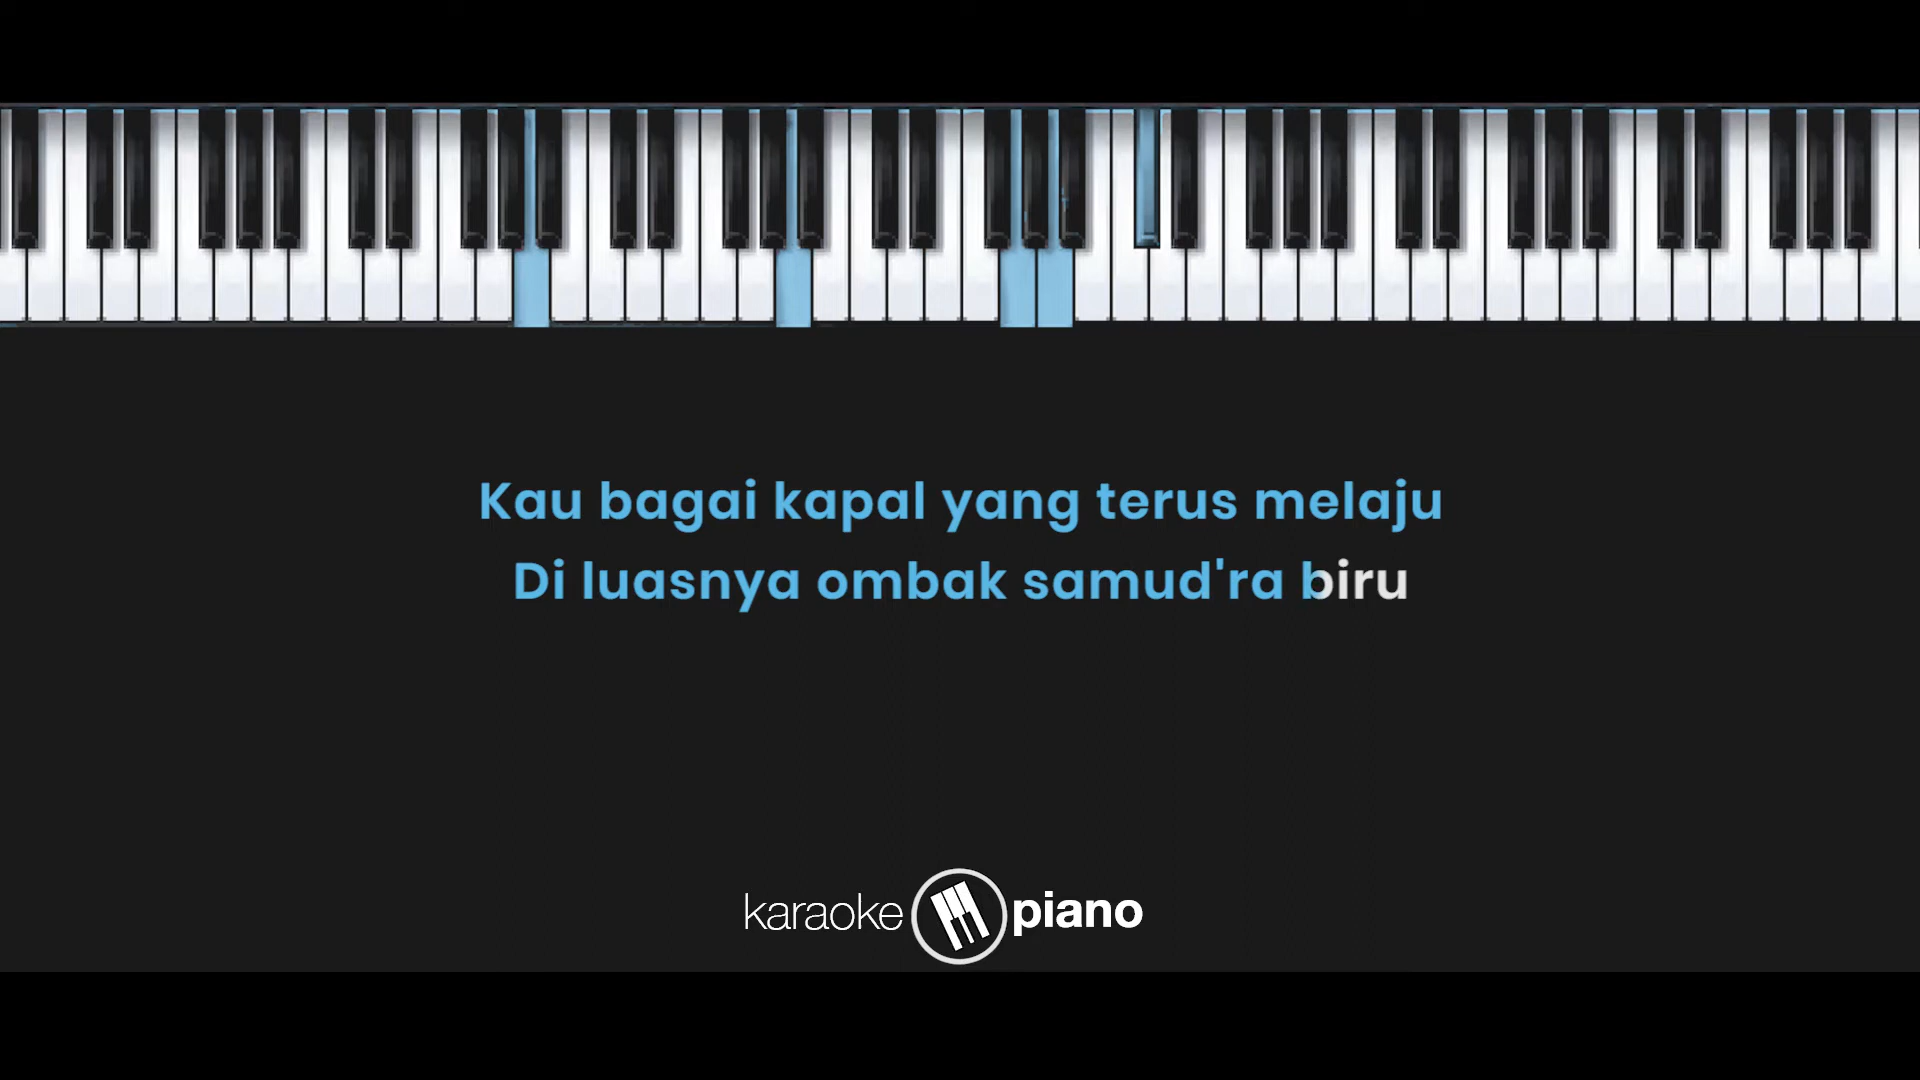 Kau bagai kapal yang terus melaju
Di luasnya ombak samud'ra biru
karaoke piano